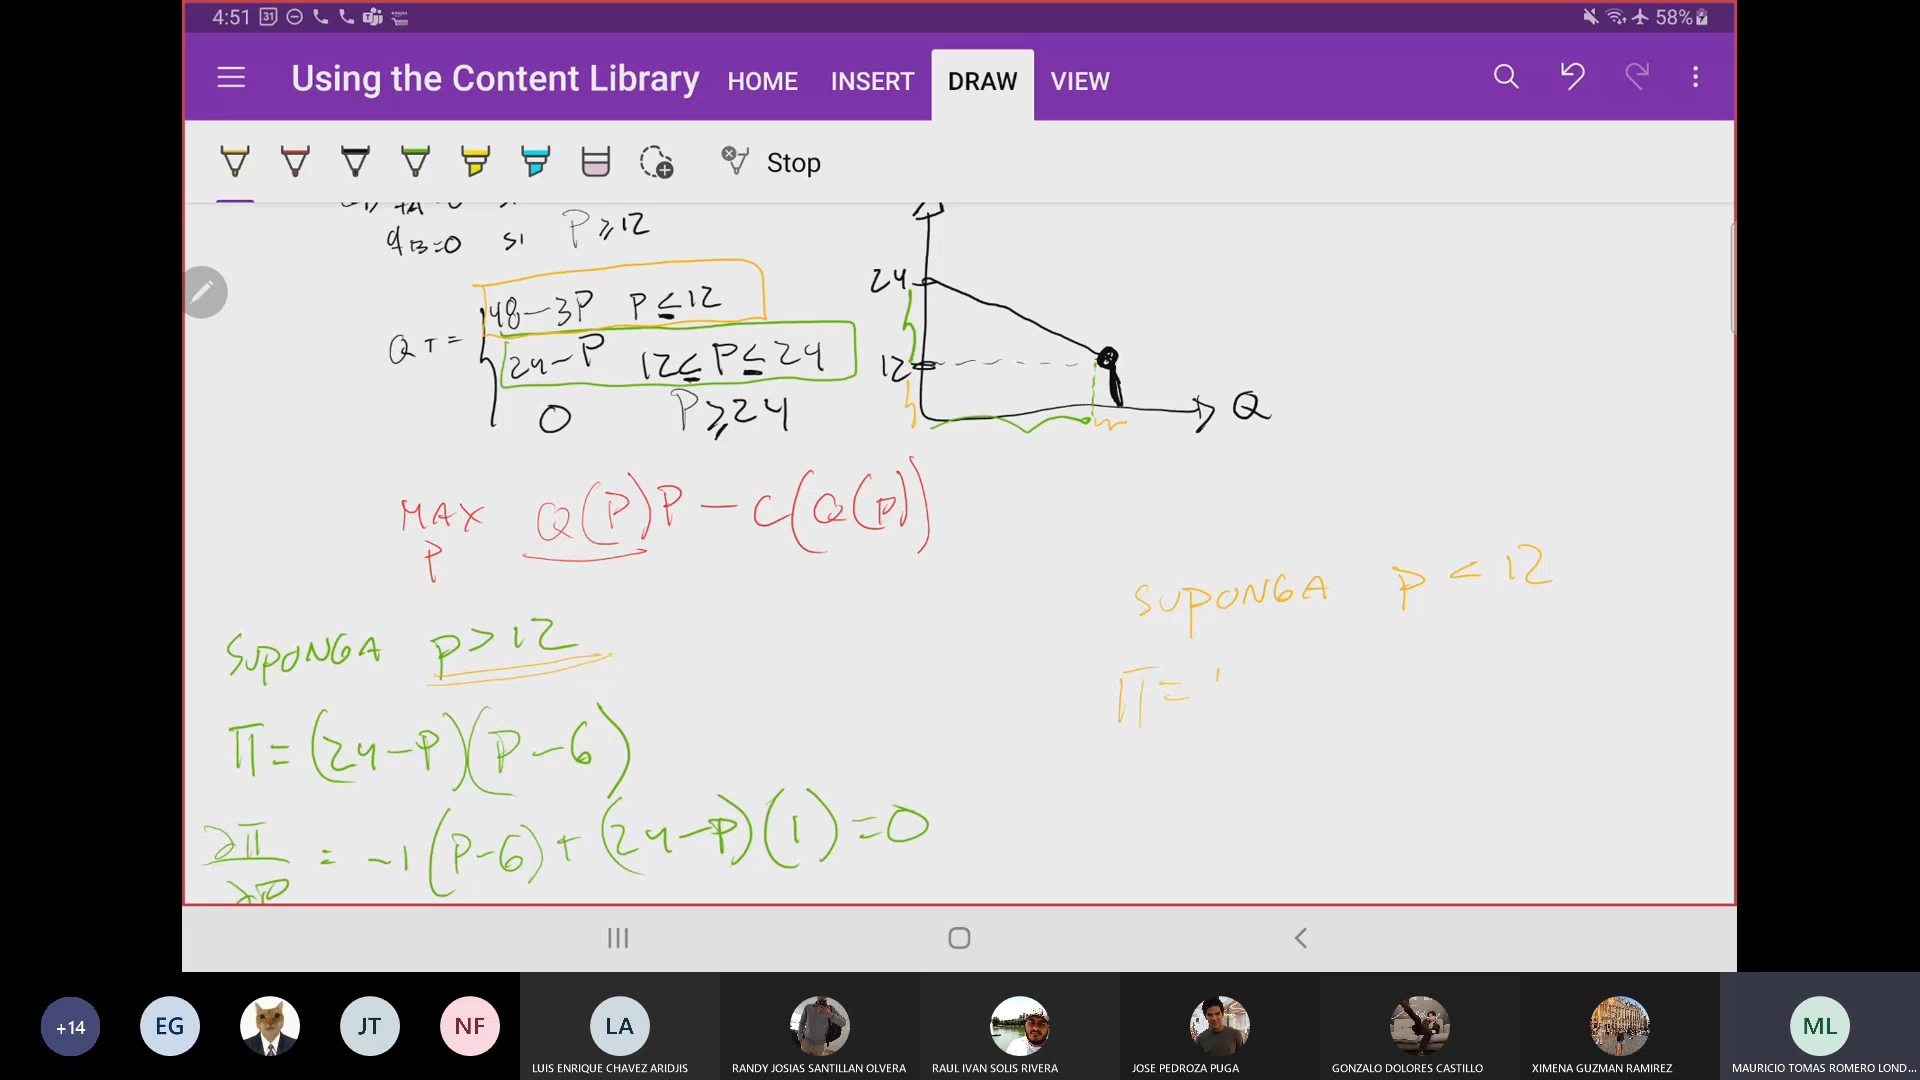 4:51 31 58%
Using the Content Library HOME INSERT DRAW VIEW
Stop
qB=0 si P≥12
QT= 48-3P P≤12
24-P 12≤P≤24
0 P≥24
24
12
Q
MAX Q(P)P - C(Q(P))
P
SUPONGA P < 12
SUPONGA P>12
Π=
Π= (24-P)(P-6)
∂Π/∂P = -1(P-6) + (24-P)(1) = 0
+14 EG JT NF LA ML
LUIS ENRIQUE CHAVEZ ARIDJIS RANDY JOSIAS SANTILLAN OLVERA RAUL IVAN SOLIS RIVERA JOSE PEDROZA PUGA GONZALO DOLORES CASTILLO XIMENA GUZMAN RAMIREZ MAURICIO TOMAS ROMERO LOND...